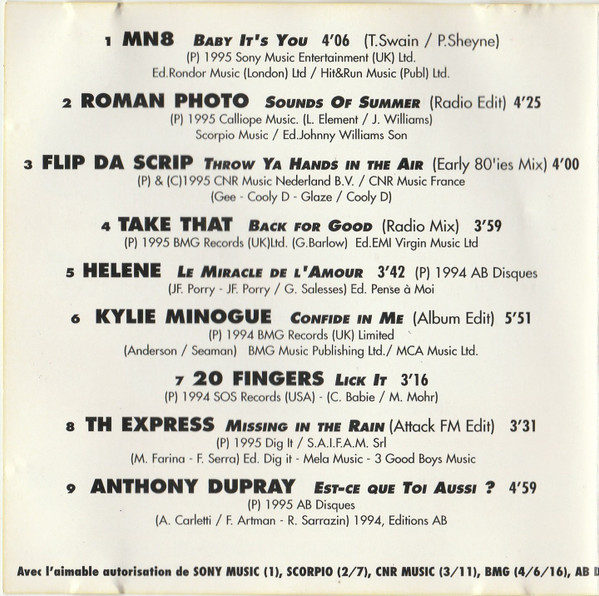 1 MN8 BABY IT'S YOU 4'06 (T.Swain / P.Sheyne)
(P) 1995 Sony Music Entertainment (UK) Ltd.
Ed.Rondor Music (London) Ltd / Hit&Run Music (Publ) Ltd.
2 ROMAN PHOTO SOUNDS OF SUMMER (Radio Edit) 4'25
(P) 1995 Calliope Music. (L. Element / J. Williams)
Scorpio Music / Ed.Johnny Williams Son
3 FLIP DA SCRIP THROW YA HANDS IN THE AIR (Early 80'ies Mix) 4'00
(P) & (C)1995 CNR Music Nederland B.V. / CNR Music France
(Gee - Cooly D - Glaze / Cooly D)
4 TAKE THAT BACK FOR GOOD (Radio Mix) 3'59
(P) 1995 BMG Records (UK)Ltd. (G.Barlow) Ed.EMI Virgin Music Ltd
5 HELENE LE MIRACLE DE L'AMOUR 3'42 (P) 1994 AB Disques
(JF. Porry - JF. Porry / G. Salesses) Ed. Pense à Moi
6 KYLIE MINOGUE CONFIDE IN ME (Album Edit) 5'51
(P) 1994 BMG Records (UK) Limited
(Anderson / Seaman) BMG Music Publishing Ltd./ MCA Music Ltd.
7 20 FINGERS LICK IT 3'16
(P) 1994 SOS Records (USA) - (C. Babie / M. Mohr)
8 TH EXPRESS MISSING IN THE RAIN (Attack FM Edit) 3'31
(P) 1995 Dig It / S.A.I.F.A.M. Srl
(M. Farina - F. Serra) Ed. Dig it - Mela Music - 3 Good Boys Music
9 ANTHONY DUPRAY EST-CE QUE TOI AUSSI ? 4'59
(P) 1995 AB Disques
(A. Carletti / F. Artman - R. Sarrazin) 1994, Editions AB
Avec l'aimable autorisation de SONY MUSIC (1), SCORPIO (2/7), CNR MUSIC (3/11), BMG (4/6/16), AB D